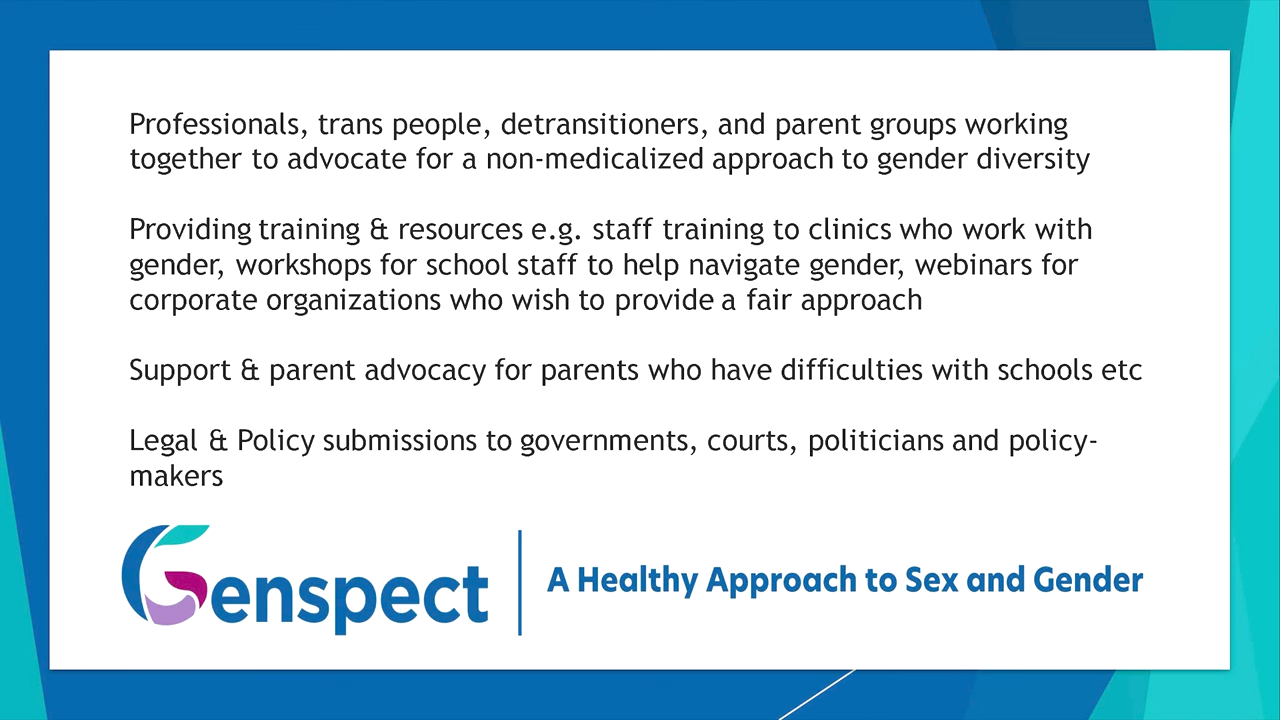 Professionals, trans people, detransitioners, and parent groups working
together to advocate for a non-medicalized approach to gender diversity
Providing training & resources e.g. staff training to clinics who work with
gender, workshops for school staff to help navigate gender, webinars for
corporate organizations who wish to provide a fair approach
Support & parent advocacy for parents who have difficulties with schools etc
Legal & Policy submissions to governments, courts, politicians and policy-
makers
Genspect
A Healthy Approach to Sex and Gender